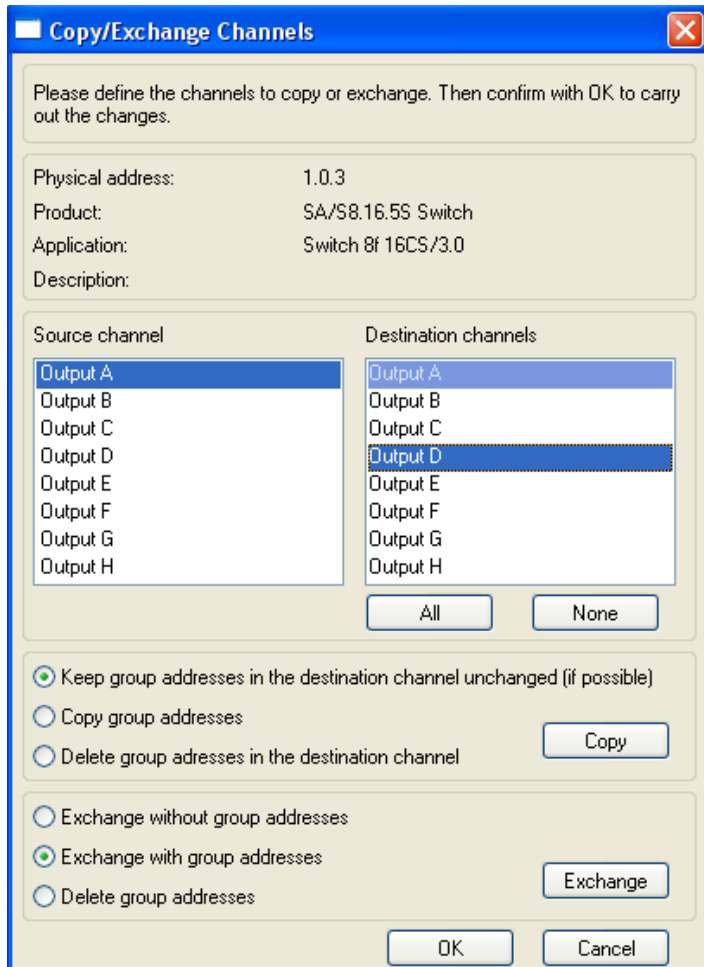 Copy/Exchange Channels
Please define the channels to copy or exchange. Then confirm with OK to carry
out the changes.
Physical address: 1.0.3
Product: SA/S8.16.5S Switch
Application: Switch 8f 16CS/3.0
Description:
Source channel
Output A
Output B
Output C
Output D
Output E
Output F
Output G
Output H
Destination channels
Output A
Output B
Output C
Output D
Output E
Output F
Output G
Output H
All
None
Keep group addresses in the destination channel unchanged (if possible)
Copy group addresses
Delete group adresses in the destination channel
Copy
Exchange without group addresses
Exchange with group addresses
Delete group addresses
Exchange
OK
Cancel